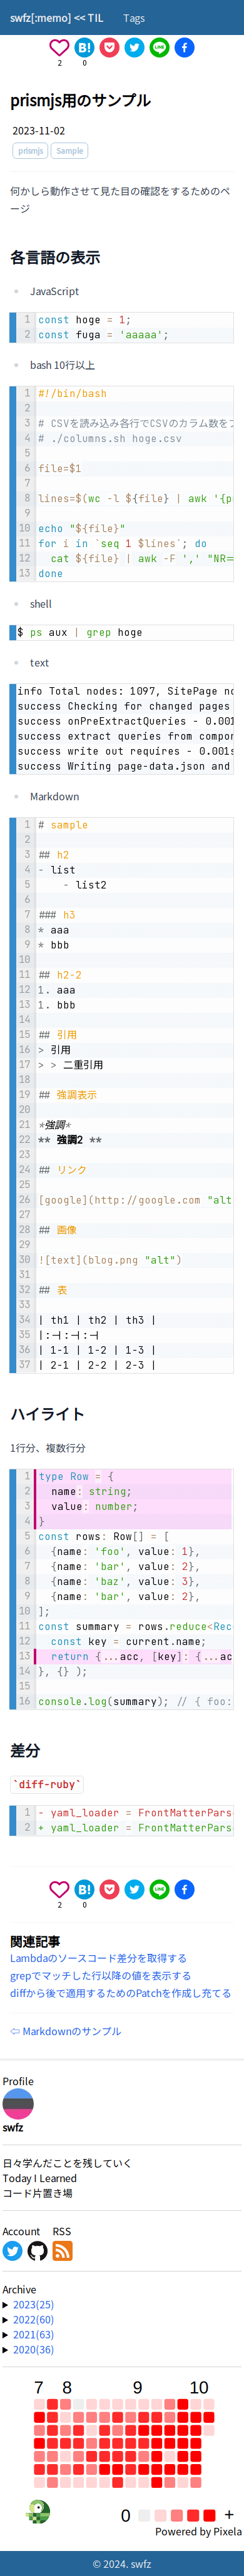 swfz[:memo] << TIL Tags
2 0
prismjs用のサンプル
2023-11-02
prismjs Sample
何かしら動作させて見た目の確認をするためのペ
ージ
各言語の表示
JavaScript
1 const hoge = 1;
2 const fuga = 'aaaaa';
bash 10行以上
1 #!/bin/bash
2
3 # CSVを読み込み各行でCSVのカラム数を
4 # ./columns.sh hoge.csv
5
6 file=$1
7
8 lines=$(wc -l ${file} | awk '{p
9
10 echo "${file}"
11 for i in `seq 1 $lines`; do
12 cat ${file} | awk -F ',' "NR==
13 done
shell
$ ps aux | grep hoge
text
info Total nodes: 1097, SitePage no
success Checking for changed pages
success onPreExtractQueries - 0.001
success extract queries from compon
success write out requires - 0.001s
success Writing page-data.json and
Markdown
1 # sample
2
3 ## h2
4 - list
5 - list2
6
7 ### h3
8 * aaa
9 * bbb
10
11 ## h2-2
12 1. aaa
13 1. bbb
14
15 ## 引用
16 > 引用
17 > > 二重引用
18
19 ## 強調表示
20
21 *強調*
22 ** 強調2 **
23
24 ## リンク
25
26 [google](http://google.com "alt
27
28 ## 画像
29
30 ![text](blog.png "alt")
31
32 ## 表
33
34 | th1 | th2 | th3 |
35 |:-|:-|:-|
36 | 1-1 | 1-2 | 1-3 |
37 | 2-1 | 2-2 | 2-3 |
ハイライト
1行分、複数行分
1 type Row = {
2 name: string;
3 value: number;
4 }
5 const rows: Row[] = [
6 {name: 'foo', value: 1},
7 {name: 'bar', value: 2},
8 {name: 'baz', value: 3},
9 {name: 'bar', value: 2},
10 ];
11 const summary = rows.reduce<Rec
12 const key = current.name;
13 return {...acc, [key]: {...ac
14 }, {} );
15
16 console.log(summary); // { foo:
差分
`diff-ruby`
1 - yaml_loader = FrontMatterPars
2 + yaml_loader = FrontMatterPars
2 0
関連記事
Lambdaのソースコード差分を取得する
grepでマッチした行以降の値を表示する
diffから後で適用するためのPatchを作成し充てる
⇦ Markdownのサンプル
Profile
swfz
日々学んだことを残していく
Today I Learned
コード片置き場
Account RSS
Archive
▶ 2023(25)
▶ 2022(60)
▶ 2021(63)
▶ 2020(36)
7 8 9 10
0 +
Powered by Pixela
© 2024. swfz